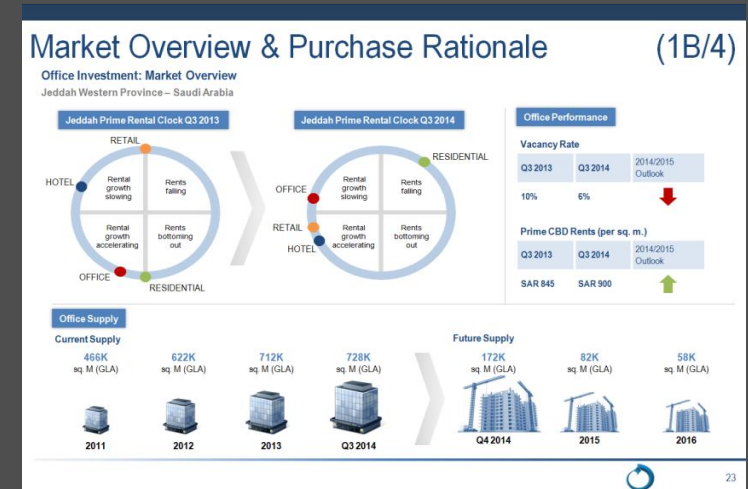 Market Overview & Purchase Rationale (1B/4)
Office Investment: Market Overview
Jeddah Western Province – Saudi Arabia
Jeddah Prime Rental Clock Q3 2013
RETAIL
HOTEL
Rental growth slowing
Rents falling
Rental growth accelerating
Rents bottoming out
OFFICE
RESIDENTIAL
Jeddah Prime Rental Clock Q3 2014
RESIDENTIAL
OFFICE
Rental growth slowing
Rents falling
RETAIL
HOTEL
Rental growth accelerating
Rents bottoming out
Office Performance
Vacancy Rate
Q3 2013 Q3 2014 2014/2015 Outlook
10% 6%
Prime CBD Rents (per sq. m.)
Q3 2013 Q3 2014 2014/2015 Outlook
SAR 845 SAR 900
Office Supply
Current Supply
466K 622K 712K 728K
sq. M (GLA) sq. M (GLA) sq. M (GLA) sq. M (GLA)
2011 2012 2013 Q3 2014
Future Supply
172K 82K 58K
sq. M (GLA) sq. M (GLA) sq. M (GLA)
Q4 2014 2015 2016
23